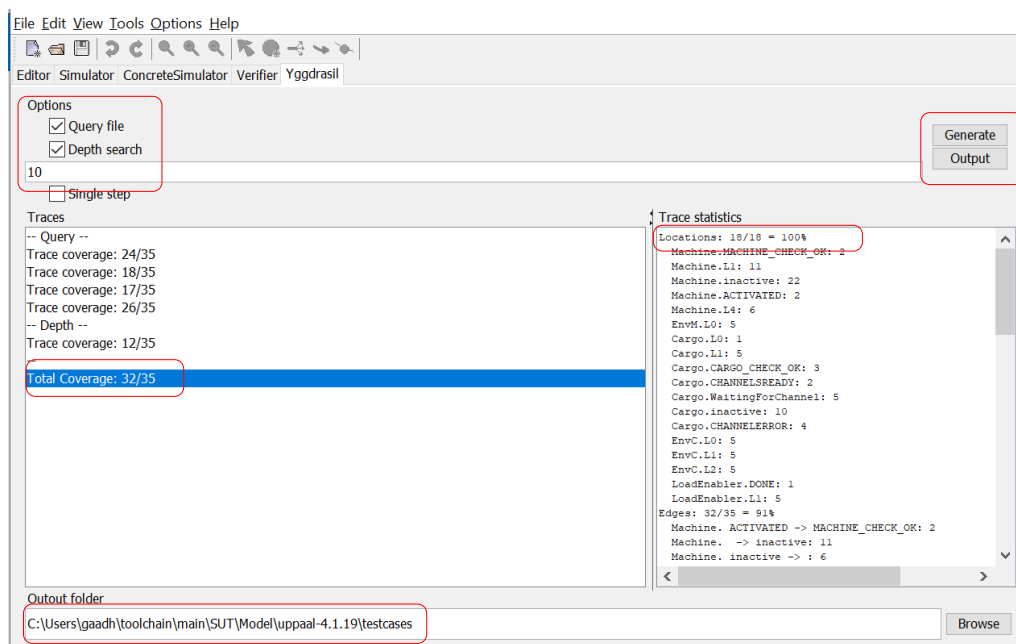 File Edit View Tools Options Help
Editor Simulator ConcreteSimulator Verifier Yggdrasil
Options
Query file
Depth search
10
Single step
Generate
Output
Traces
-- Query --
Trace coverage: 24/35
Trace coverage: 18/35
Trace coverage: 17/35
Trace coverage: 26/35
-- Depth --
Trace coverage: 12/35
--
Total Coverage: 32/35
Trace statistics
Locations: 18/18 = 100%
Machine.MACHINE_CHECK_OK: 2
Machine.L1: 11
Machine.inactive: 22
Machine.ACTIVATED: 2
Machine.L4: 6
EnvM.L0: 5
Cargo.L0: 1
Cargo.L1: 5
Cargo.CARGO_CHECK_OK: 3
Cargo.CHANNELSREADY: 2
Cargo.WaitingForChannel: 5
Cargo.inactive: 10
Cargo.CHANNELERROR: 4
EnvC.L0: 5
EnvC.L1: 5
EnvC.L2: 5
LoadEnabler.DONE: 1
LoadEnabler.L1: 5
Edges: 32/35 = 91%
Machine. ACTIVATED -> MACHINE_CHECK_OK: 2
Machine. -> inactive: 11
Machine. inactive -> : 6
Outout folder
C:\Users\gaadh\toolchain\main\SUT\Model\uppaal-4.1.19\testcases
Browse